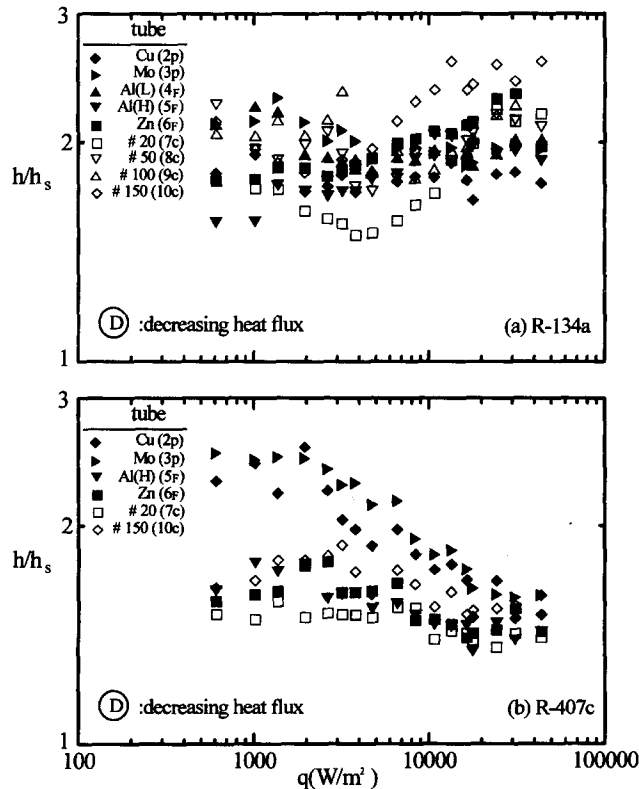 3
tube
Cu (2p)
Mo (3p)
Al(L) (4F)
Al(H) (5F)
Zn (6F)
# 20 (7c)
# 50 (8c)
# 100 (9c)
# 150 (10c)
2
h/hs
D :decreasing heat flux
(a) R-134a
1
3
tube
Cu (2p)
Mo (3p)
Al(H) (5F)
Zn (6F)
# 20 (7c)
# 150 (10c)
2
h/hs
D :decreasing heat flux
(b) R-407c
1
100 1000 10000 100000
q(W/m²)